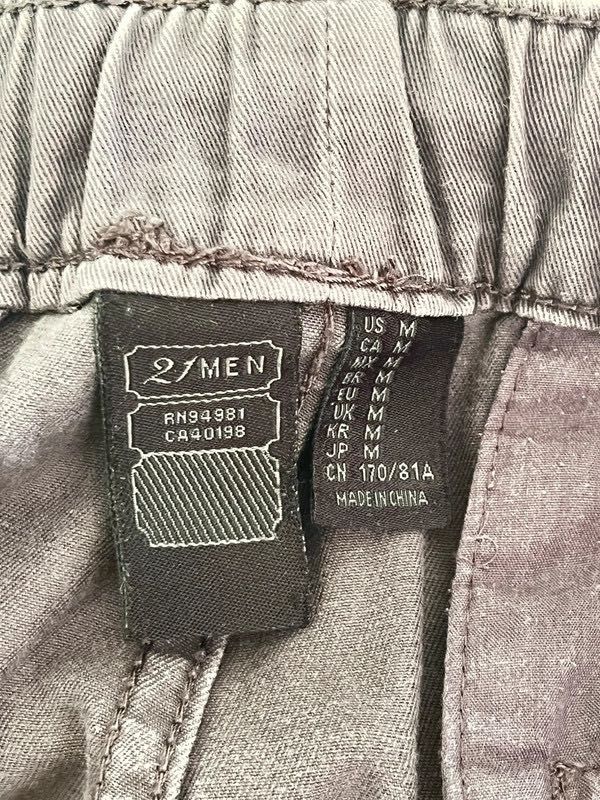 21MEN
RN94981
CA40198
US M
CA M
MX M
BR M
EU M
UK M
KR M
JP M
CN 170/81A
MADE IN CHINA